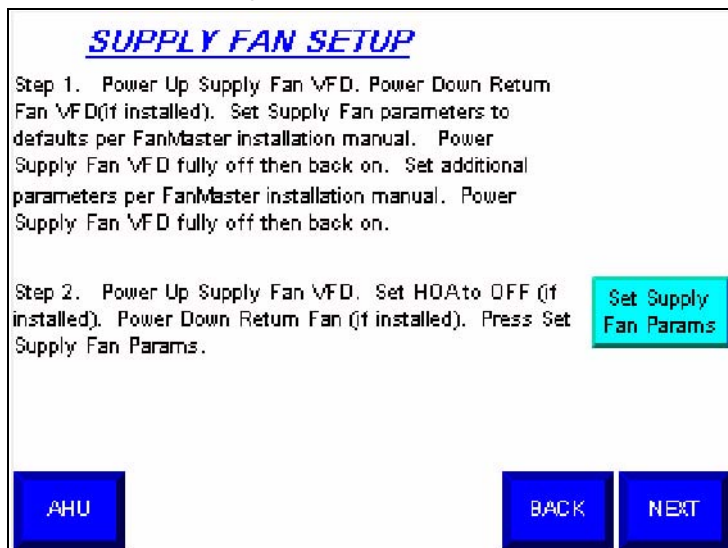 SUPPLY FAN SETUP
Step 1. Power Up Supply Fan VFD. Power Down Return
Fan VFD(if installed). Set Supply Fan parameters to
defaults per FanMaster installation manual. Power
Supply Fan VFD fully off then back on. Set additional
parameters per FanMaster installation manual. Power
Supply Fan VFD fully off then back on.
Step 2. Power Up Supply Fan VFD. Set HOA to OFF (if
installed). Power Down Return Fan (if installed). Press Set
Supply Fan Params.
Set Supply
Fan Params
AHU
BACK
NEXT